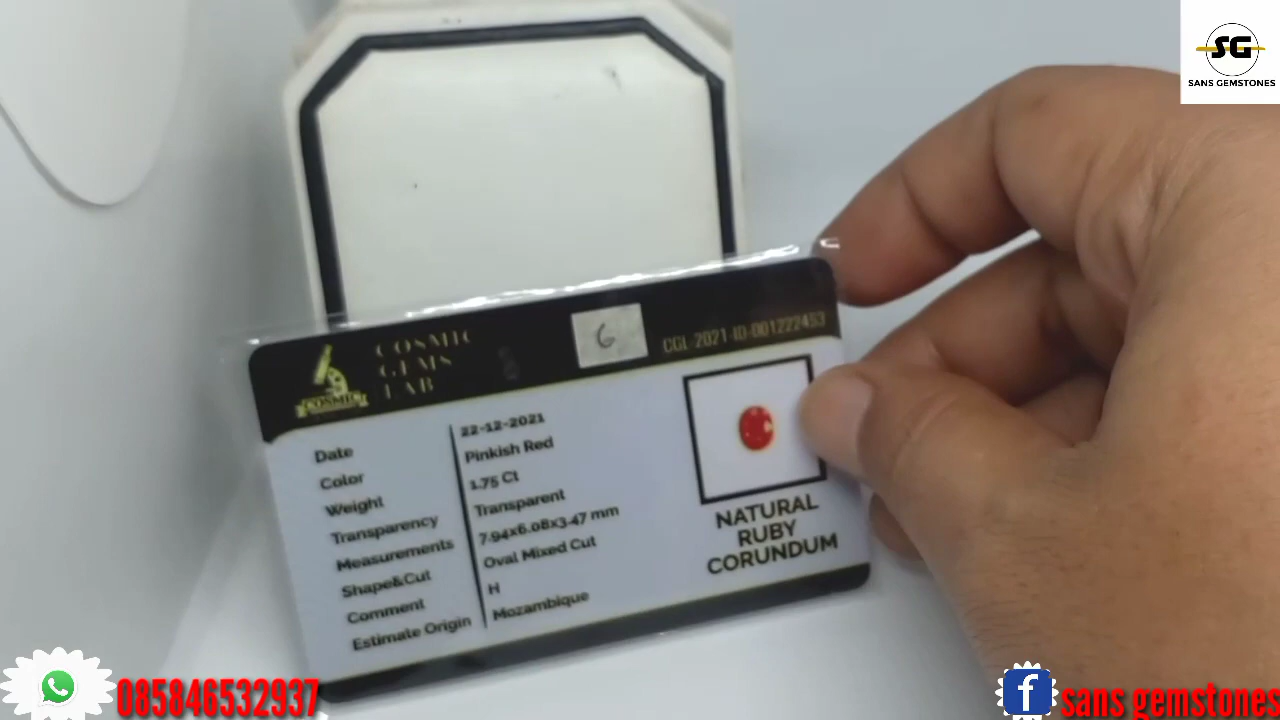 SG
SANS GEMSTONES
COSMIC
GEMS
LAB
COSMIC
6
CGL-2021-ID-001222453
Date 22-12-2021
Color Pinkish Red
Weight 1.75 Ct
Transparency Transparent
Measurements 7.94x6.08x3.47 mm
Shape&Cut Oval Mixed Cut
Comment H
Estimate Origin Mozambique
NATURAL
RUBY
CORUNDUM
085846532937
f sans gemstones